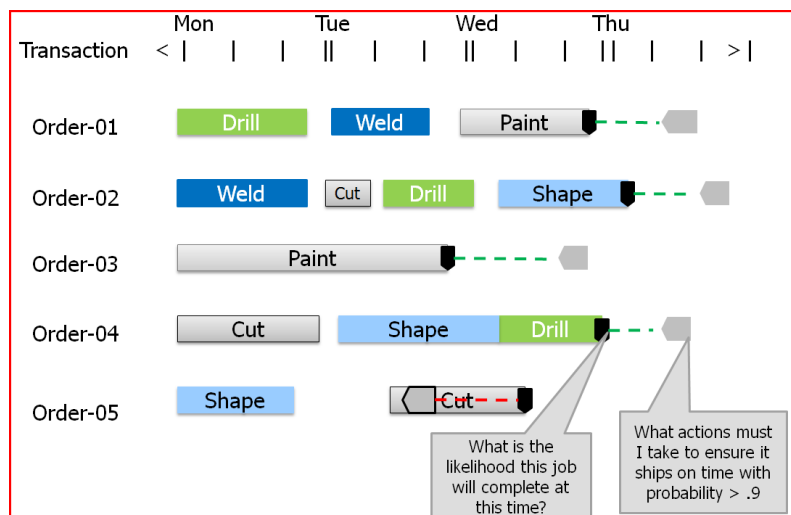 Mon Tue Wed Thu
Transaction < >
Order-01 Drill Weld Paint
Order-02 Weld Cut Drill Shape
Order-03 Paint
Order-04 Cut Shape Drill
Order-05 Shape Cut
What is the
likelihood this job
will complete at
this time?
What actions must
I take to ensure it
ships on time with
probability > .9